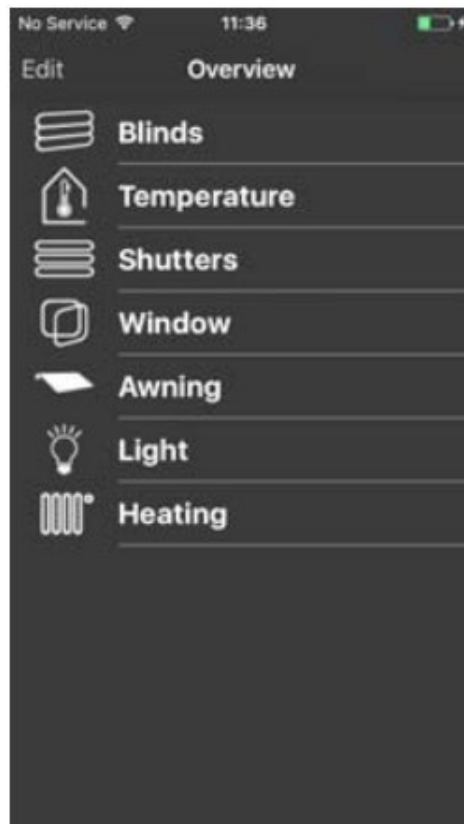 No Service 11:36
Edit Overview
Blinds
Temperature
Shutters
Window
Awning
Light
Heating